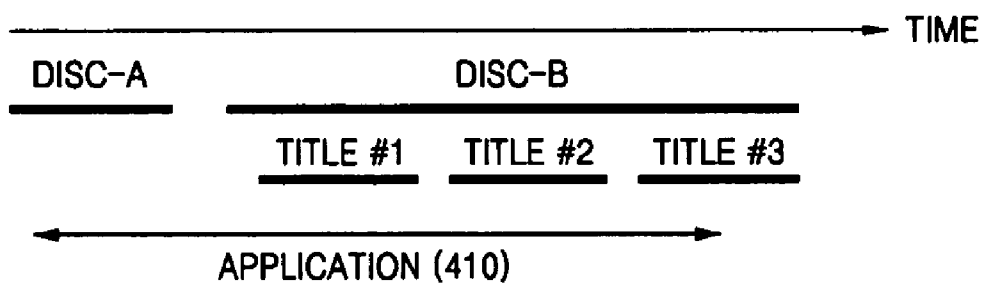 TIME
DISC-A DISC-B
TITLE #1 TITLE #2 TITLE #3
APPLICATION (410)